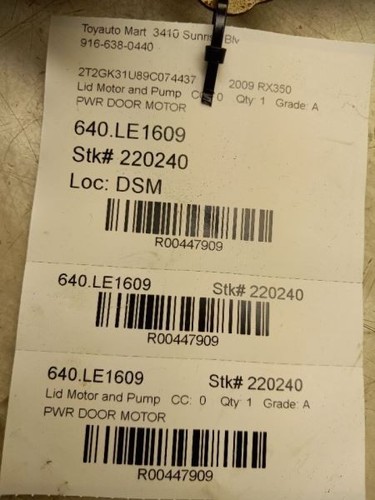 Toyauto Mart 3410 Blv
916-638-0440
2T2GK31U89C074437 2009 RX350
Lid Motor and Pump 0 Qty: 1 Grade: A
PWR DOOR MOTOR
640.LE1609
Stk# 220240
Loc: DSM
R00447909
640.LE1609 Stk# 220240
R00447909
640.LE1609 Stk# 220240
Lid Motor and Pump CC: 0 Qty: 1 Grade: A
PWR DOOR MOTOR
R00447909